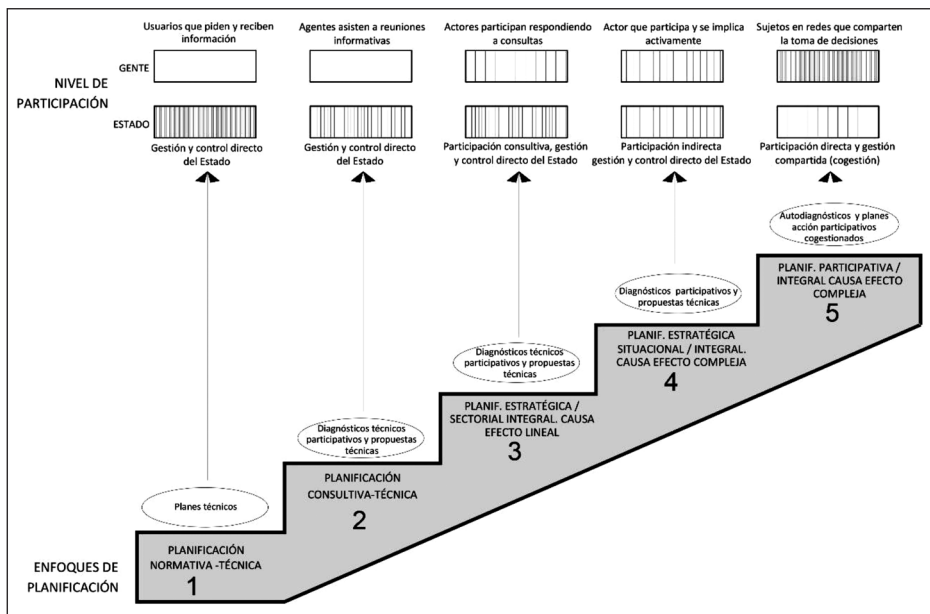 Usuarios que piden y reciben
información
Agentes asisten a reuniones
informativas
Actores participan respondiendo
a consultas
Actor que participa y se implica
activamente
Sujetos en redes que comparten
la toma de decisiones
NIVEL DE
PARTICIPACIÓN
GENTE
ESTADO
Gestión y control directo
del Estado
Gestión y control directo
del Estado
Participación consultiva, gestión
y control directo del Estado
Participación indirecta
gestión y control directo del Estado
Participación directa y gestión
compartida (cogestión)
Autodiagnósticos y planes
acción participativos
cogestionados
PLANIF. PARTICIPATIVA /
INTEGRAL CAUSA EFECTO
COMPLEJA
5
Diagnósticos participativos y
propuestas técnicas
PLANIF. ESTRATÉGICA
SITUACIONAL / INTEGRAL.
CAUSA EFECTO COMPLEJA
4
Diagnósticos técnicos
participativos y propuestas
técnicas
PLANIF. ESTRATÉGICA /
SECTORIAL INTEGRAL. CAUSA
EFECTO LINEAL
3
Diagnósticos técnicos
participativos y propuestas
técnicas
PLANIFICACIÓN
CONSULTIVA-TÉCNICA
2
Planes técnicos
PLANIFICACIÓN
NORMATIVA -TÉCNICA
1
ENFOQUES DE
PLANIFICACIÓN